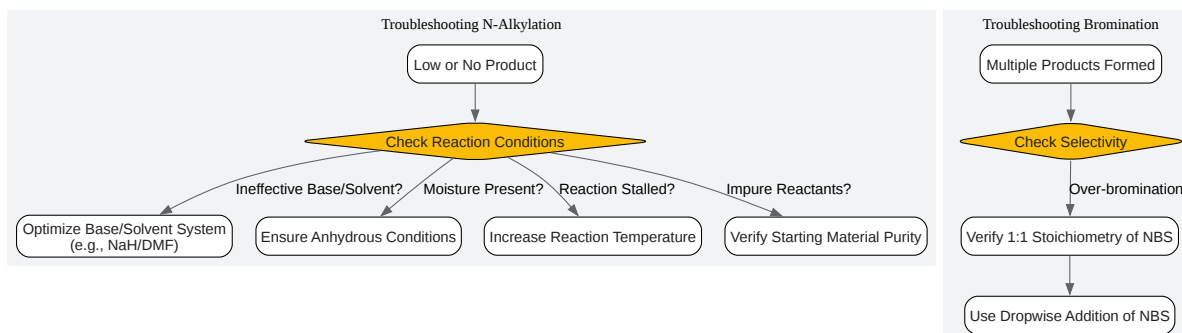 Troubleshooting N-Alkylation
Low or No Product
Check Reaction Conditions
Ineffective Base/Solvent?
Moisture Present?
Reaction Stalled?
Impure Reactants?
Optimize Base/Solvent System
(e.g., NaH/DMF)
Ensure Anhydrous Conditions
Increase Reaction Temperature
Verify Starting Material Purity
Troubleshooting Bromination
Multiple Products Formed
Check Selectivity
Over-bromination
Verify 1:1 Stoichiometry of NBS
Use Dropwise Addition of NBS